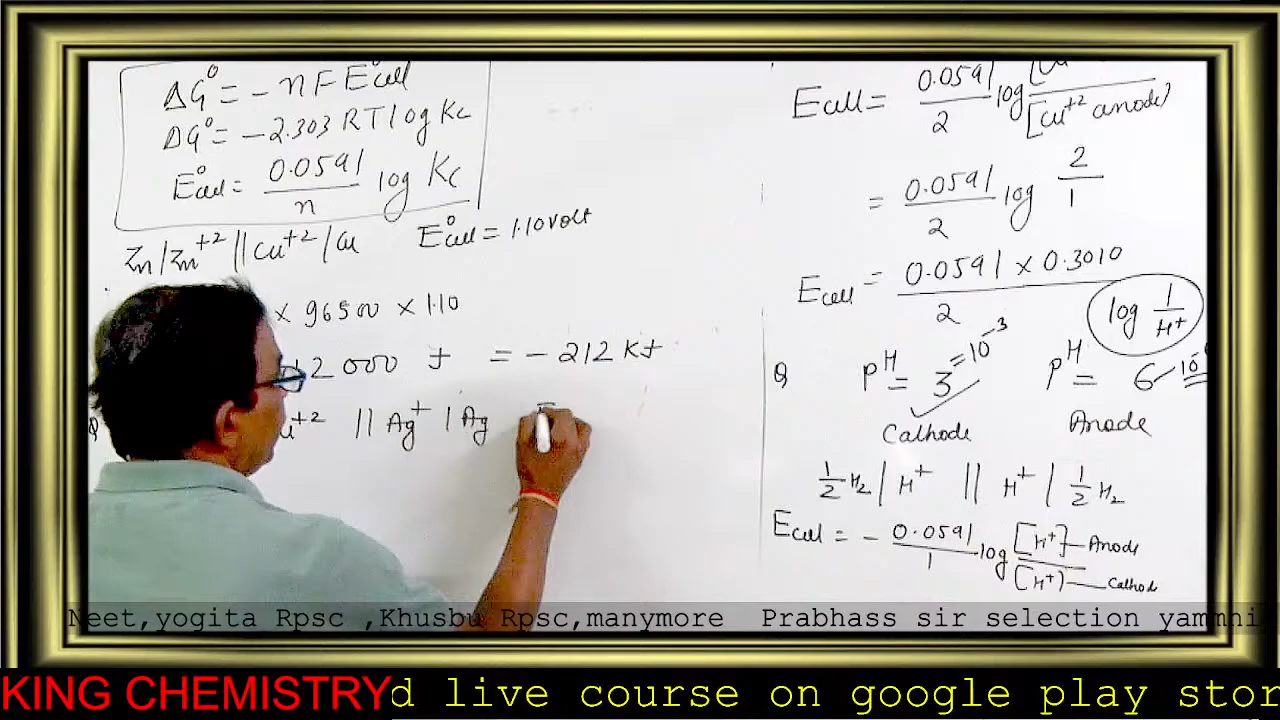 ΔG° = - nFE°cell
ΔG° = -2.303 RT log Kc
E°cell = 0.0591/n log Kc
Zn/Zn+2 || Cu+2/Cu E°cell = 1.10 volt
x 96500 x 1.10
2000 J = - 212 KJ
Q +2 || Ag+ | Ag
Ecell = 0.0591/2 log [Cu+2 anode]
= 0.0591/2 log 2/1
Ecell = 0.0591 x 0.3010/2
log 1/H+
Q PH = 3 = 10-3 PH = 6
Cathode Anode
1/2 H2 | H+ || H+ | 1/2 H2
Ecell = - 0.0591/1 log [H+] Anode/[H+] Cathode
Neet,yogita Rpsc ,Khusbu Rpsc,manymore Prabhass sir selection yammhi
KING CHEMISTRY d live course on google play stor